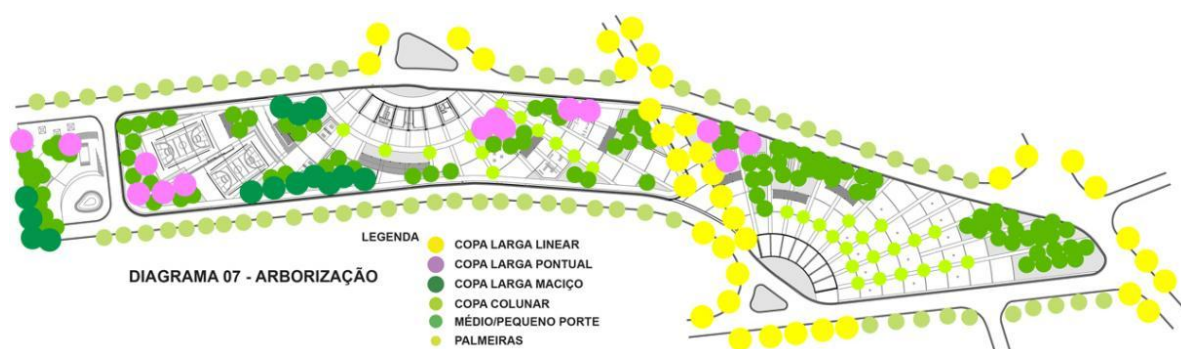 LEGENDA
COPA LARGA LINEAR
COPA LARGA PONTUAL
COPA LARGA MACIÇO
COPA COLUNAR
MÉDIO/PEQUENO PORTE
PALMEIRAS
DIAGRAMA 07 - ARBORIZAÇÃO